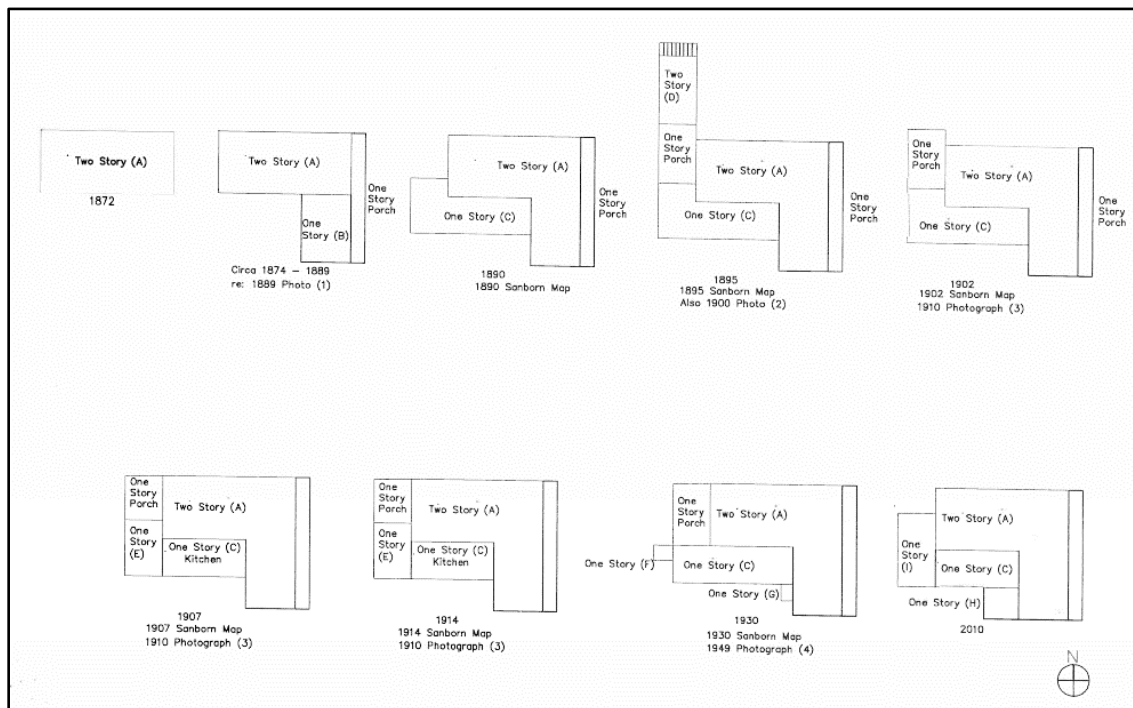 Two Story (A)
1872
Two Story (A)
One
Story
Porch
One
Story (B)
Circa 1874 – 1889
re: 1889 Photo (1)
Two Story (A)
One
Story
Porch
One Story (C)
1890
1890 Sanborn Map
Two
Story
(D)
One
Story
Porch
Two Story (A)
One
Story
Porch
One Story (C)
1895
1895 Sanborn Map
Also 1900 Photo (2)
One
Story
Porch
Two Story (A)
One
Story
Porch
One Story (C)
1902
1902 Sanborn Map
1910 Photograph (3)
One
Story
Porch
Two Story (A)
One
Story
(E)
One Story (C)
Kitchen
1907
1907 Sanborn Map
1910 Photograph (3)
One
Story
Porch
Two Story (A)
One
Story
(E)
One Story (C)
Kitchen
1914
1914 Sanborn Map
1910 Photograph (3)
One
Story
Porch
Two Story (A)
One Story (F)
One Story (C)
One Story (G)
1930
1930 Sanborn Map
1949 Photograph (4)
Two Story (A)
One
Story
(I)
One Story (C)
One Story (H)
2010
N